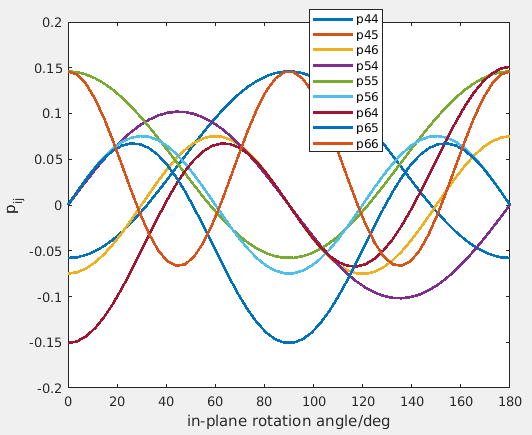 0.2
0.15
0.1
0.05
0
-0.05
-0.1
-0.15
-0.2
pij
p44
p45
p46
p54
p55
p56
p64
p65
p66
0 20 40 60 80 100 120 140 160 180
in-plane rotation angle/deg